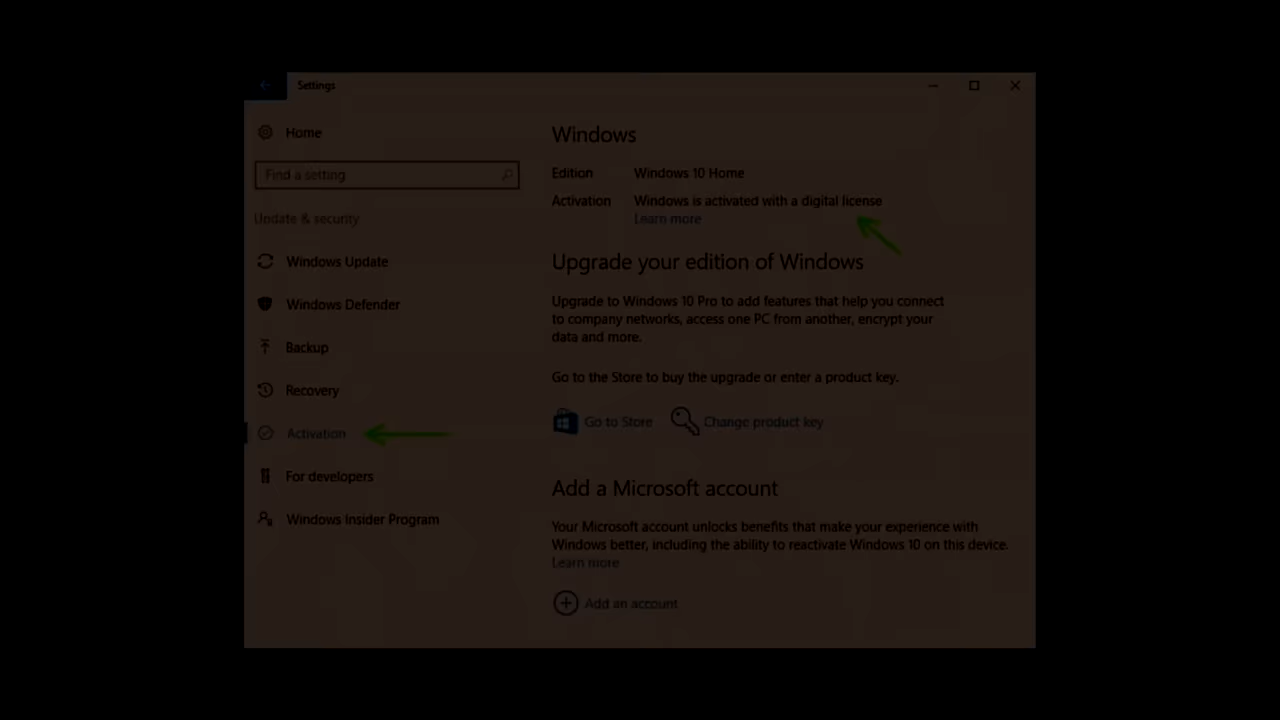 Settings
Home
Find a setting
Update & security
Windows Update
Windows Defender
Backup
Recovery
Activation
For developers
Windows Insider Program
Windows
Edition Windows 10 Home
Activation Windows is activated with a digital license
Learn more
Upgrade your edition of Windows
Upgrade to Windows 10 Pro to add features that help you connect
to company networks, access one PC from another, encrypt your
data and more.
Go to the Store to buy the upgrade or enter a product key.
Go to Store Change product key
Add a Microsoft account
Your Microsoft account unlocks benefits that make your experience with
Windows better, including the ability to reactivate Windows 10 on this device.
Learn more
Add an account